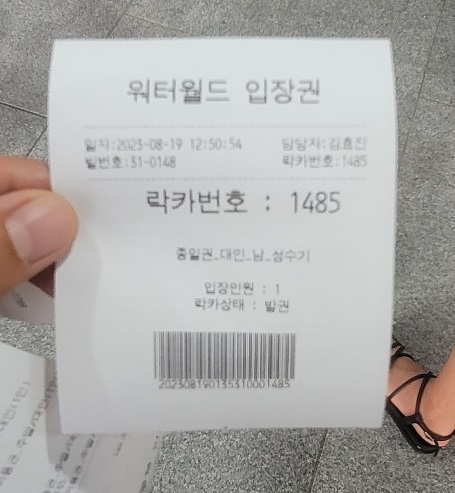 워터월드 입장권
일자:2023-08-19 12:50:54 담당자:김효진
빌번호:31-0148 락카번호:1485
락카번호 : 1485
종일권_대인_남_성수기
입장인원 : 1
락카상태 : 발권
202308190135310001485